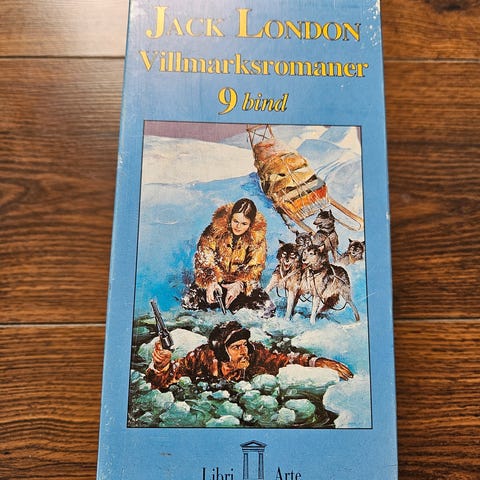 JACK LONDON
Villmarksromaner
9 bind
Libri Arte